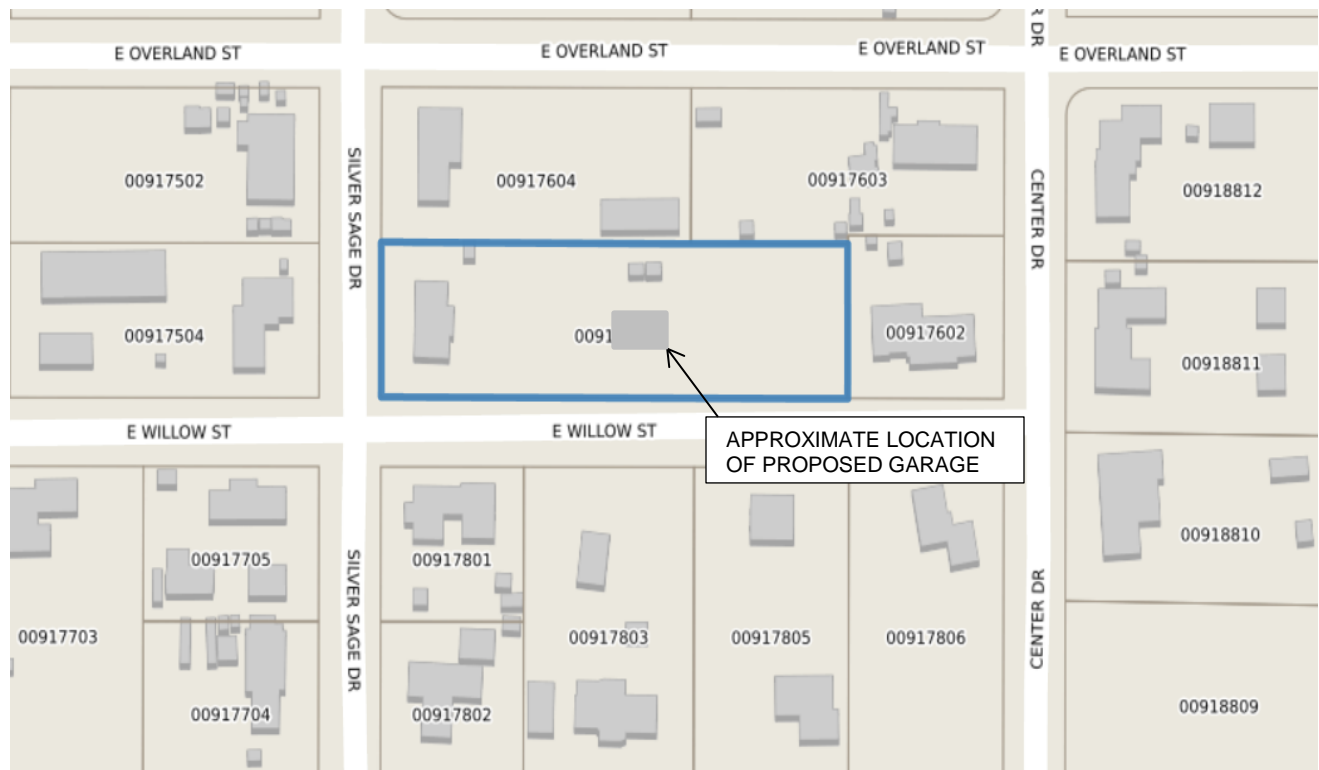 R DR
E OVERLAND ST
E OVERLAND ST
E OVERLAND ST
E OVERLAND ST
SILVER SAGE DR
CENTER DR
00917502
00917604
00917603
00918812
00917504
0091
00917602
00918811
E WILLOW ST
E WILLOW ST
APPROXIMATE LOCATION
OF PROPOSED GARAGE
SILVER SAGE DR
CENTER DR
00917705
00917801
00918810
00917703
00917803
00917805
00917806
00917704
00917802
00918809